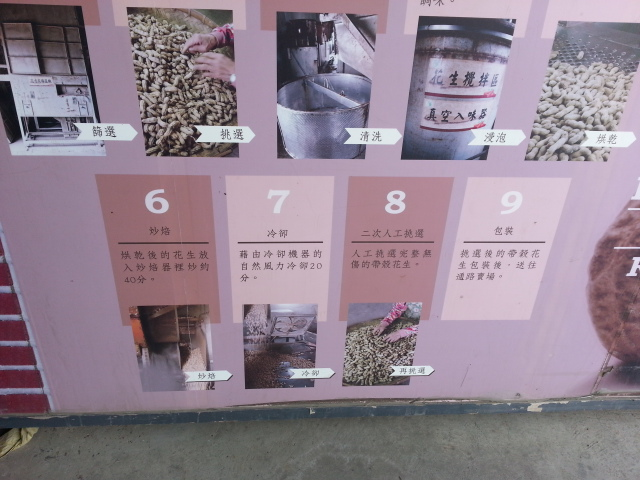 調味。
篩選
挑選
清洗
花生攪拌區
真空入味器
浸泡
烘乾
6
炒焙
烘乾後的花生放
入炒焙器裡炒約
40分。
炒焙
7
冷卻
藉由冷卻機器的
自然風力冷卻20
分。
冷卻
8
二次人工挑選
人工挑選完整無
傷的帶殼花生。
再挑選
9
包裝
挑選後的帶殼花
生包裝後，送往
通路賣場。